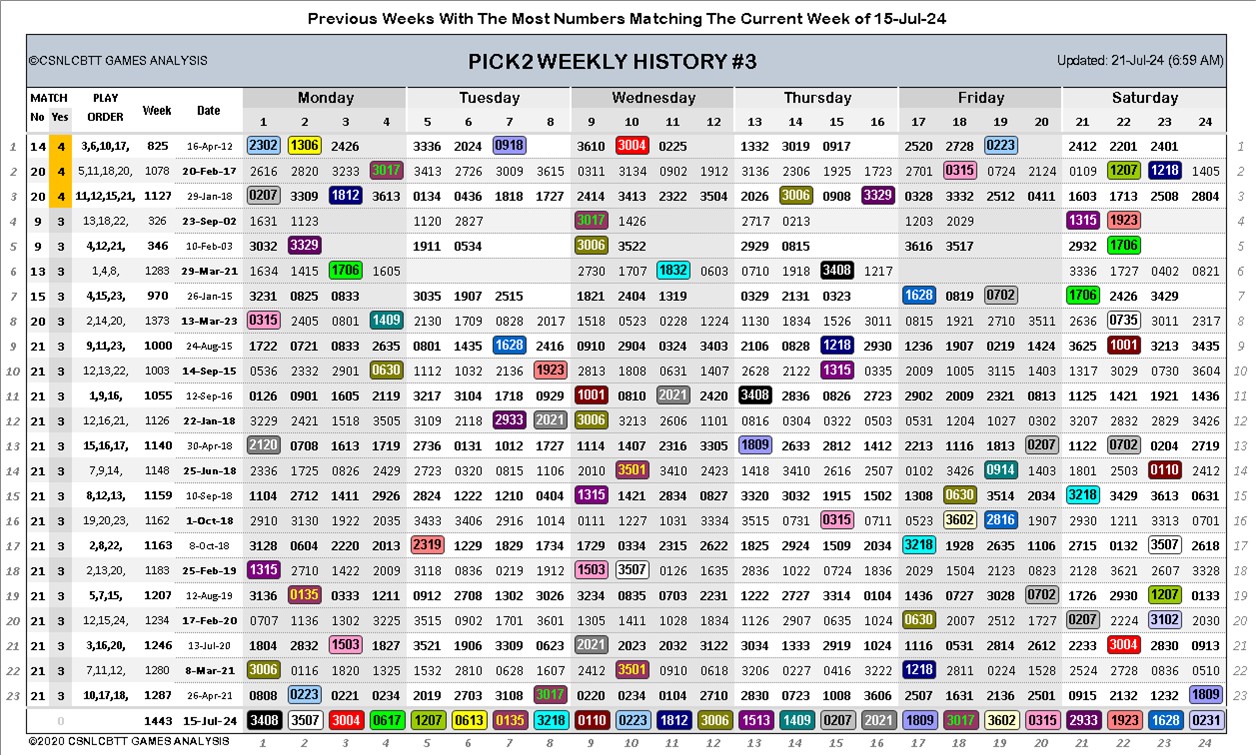 Previous Weeks With The Most Numbers Matching The Current Week of 15-Jul-24
©CSNLCBTT GAMES ANALYSIS PICK2 WEEKLY HISTORY #3 Updated: 21-Jul-24 (6:59 AM)
MATCH PLAY Week Date Monday Tuesday Wednesday Thursday Friday Saturday
No Yes ORDER 1 2 3 4 5 6 7 8 9 10 11 12 13 14 15 16 17 18 19 20 21 22 23 24
1 14 4 3,6,10,17, 825 16-Apr-12 2302 1306 2426 3336 2024 0918 3610 3004 0225 1332 3019 0917 2520 2728 0223 2412 2201 2401 1
2 20 4 5,11,18,20, 1078 20-Feb-17 2616 2820 3233 3017 3412 2726 3009 3615 0311 3134 0902 1912 3136 2306 1925 1723 2701 0315 0724 2124 0109 1207 1218 1405 2
3 20 4 11,12,15,21, 1127 29-Jan-18 0207 3309 1812 3613 0134 0436 1818 1727 2414 3413 2322 3504 2026 3006 0908 3329 0328 3332 2512 0411 1603 1713 2508 2804 3
4 9 3 13,18,22, 326 23-Sep-02 1631 1123 1120 2827 3017 1426 2717 0213 1203 2029 1315 1923 4
5 9 3 4,12,21, 346 10-Feb-03 3032 3329 1911 0534 3006 3522 2929 0815 3616 3517 2932 1706 5
6 13 3 1,4,8, 1283 29-Mar-21 1634 1415 1706 1605 2730 1707 1832 0603 0710 1918 3408 1217 3336 1727 0402 0821 6
7 15 3 4,15,23, 970 26-Jan-15 3231 0825 0833 3035 1907 2515 1821 2404 1319 0329 2131 0323 1628 0819 0702 1706 2426 3429 7
8 20 3 2,14,20, 1373 13-Mar-23 0315 2405 0801 1409 2130 1709 0828 2017 1518 0523 0228 1224 1130 1834 1526 3011 0815 1921 2710 3511 2636 0735 3011 2317 8
9 21 3 9,11,23, 1000 24-Aug-15 1722 0721 0833 2635 0801 1435 1628 2416 0910 2904 0324 3403 2106 0828 1218 2930 1236 1907 0219 1424 3625 1001 3213 3435 9
10 21 3 12,13,22, 1003 14-Sep-15 0536 2332 2901 0630 1112 1032 2136 1923 2813 1808 0631 1407 2628 2122 1315 0335 2009 1005 3115 1403 1317 3029 0730 3604 10
11 21 3 1,9,16, 1055 12-Sep-16 0126 0901 1605 2119 3217 3104 1718 0929 1001 0810 2021 2420 3408 2836 0826 2723 2902 2009 2321 0813 1125 1421 1921 1436 11
12 21 3 12,16,21, 1126 22-Jan-18 3229 2421 1518 3505 3109 2118 2933 2021 3006 3213 2606 1101 0816 0304 0322 0503 0531 1204 1027 0302 3207 2832 2829 3426 12
13 21 3 15,16,17, 1140 30-Apr-18 2120 0708 1613 1719 2736 0131 1012 1727 1114 1407 2316 3305 1809 2633 2812 1412 2213 1116 1813 0207 1122 0702 0204 2719 13
14 21 3 7,9,14, 1148 25-Jun-18 2336 1725 0826 2429 2723 0320 0815 1106 2010 3501 3410 2423 1418 3410 2616 2507 0102 3426 0914 1403 1801 2503 0110 2412 14
15 21 3 8,12,13, 1159 10-Sep-18 1104 2712 1411 2926 2824 1222 1210 0404 1315 1421 2834 0827 3320 3032 1915 1502 1308 0630 3514 2034 3218 3429 3613 0631 15
16 21 3 19,20,23, 1162 1-Oct-18 2910 3130 1922 2035 3433 3406 2916 1014 0111 1227 1031 3334 3515 0731 0315 0711 0523 3602 2816 1907 2930 1211 3313 0701 16
17 21 3 2,8,22, 1163 8-Oct-18 3128 0604 2220 2013 2319 1229 1829 1734 1729 0334 2315 2622 1825 2924 1509 2034 3218 1928 2635 1106 2715 0132 3507 2618 17
18 21 3 2,13,20, 1183 25-Feb-19 1315 2710 1422 2009 3118 0836 0219 1912 1503 3507 0126 1635 2836 1022 0724 1836 2029 1504 2123 0823 2128 3621 2607 3328 18
19 21 3 5,7,15, 1207 12-Aug-19 3136 0135 0333 1211 0912 2708 1302 3026 3234 0835 0703 2231 1222 2727 3314 0104 1436 0727 3028 0702 1726 2930 1207 0133 19
20 21 3 12,15,24, 1234 17-Feb-20 0707 1136 1302 3225 3515 0902 1701 3601 1305 1411 1028 1834 1126 2907 0635 1024 0630 2007 2512 1727 0207 2224 3102 2030 20
21 21 3 3,16,20, 1246 13-Jul-20 1804 2832 1503 1827 3521 1906 3309 0623 2021 2023 2032 3122 3034 1333 2919 1024 0116 0531 2814 2612 2233 3004 2830 0913 21
22 21 3 7,11,12, 1280 8-Mar-21 3006 0116 1820 1325 1532 2810 0628 1607 2412 3501 0910 0618 3206 0227 0416 3222 1218 2811 0224 1528 2524 2728 0836 0510 22
23 21 3 10,17,18, 1287 26-Apr-21 0808 0223 0221 0234 2019 2703 3108 3017 0220 0234 0104 2710 2830 0723 1008 3606 2507 1631 2136 2501 0915 2132 1232 1809 23
0 1443 15-Jul-24 3408 3507 3004 0617 1207 0613 0135 3218 0110 0223 1812 3006 1513 1409 0207 2021 1809 3017 3602 0315 2933 1923 1628 0231
©2020 CSNLCBTT GAMES ANALYSIS 1 2 3 4 5 6 7 8 9 10 11 12 13 14 15 16 17 18 19 20 21 22 23 24